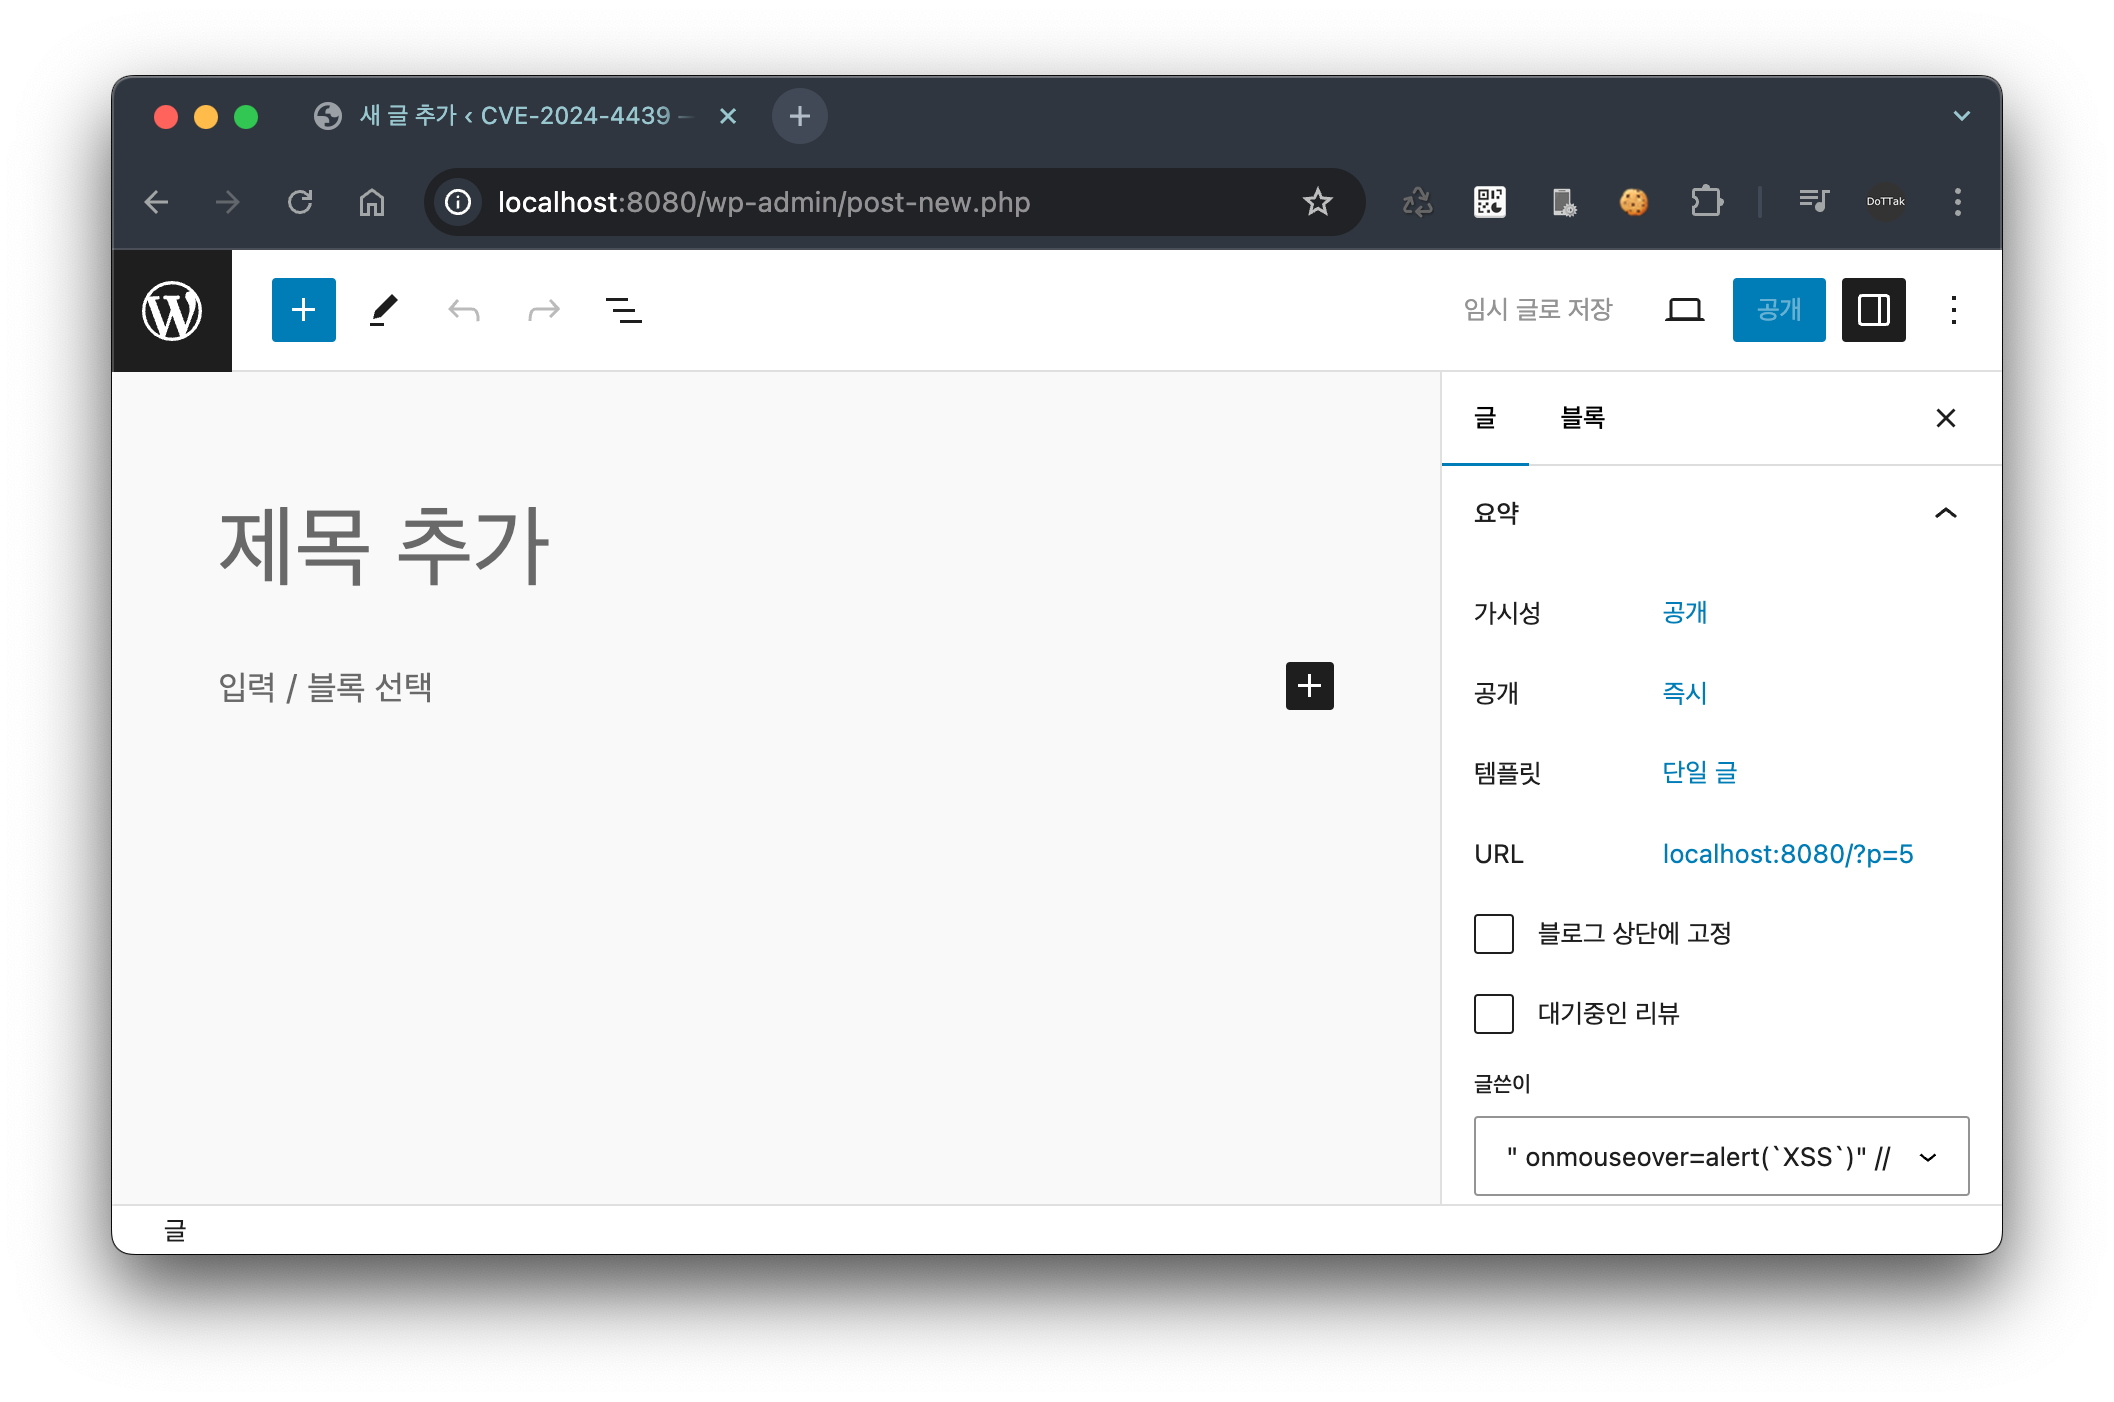 새 글 추가 ‹ CVE-2024-4439 –
localhost:8080/wp-admin/post-new.php
DoTTak
임시 글로 저장
공개
글
블록
제목 추가
요약
가시성
공개
입력 / 블록 선택
공개
즉시
템플릿
단일 글
URL
localhost:8080/?p=5
블로그 상단에 고정
대기중인 리뷰
글쓴이
" onmouseover=alert(`XSS`)" //
글